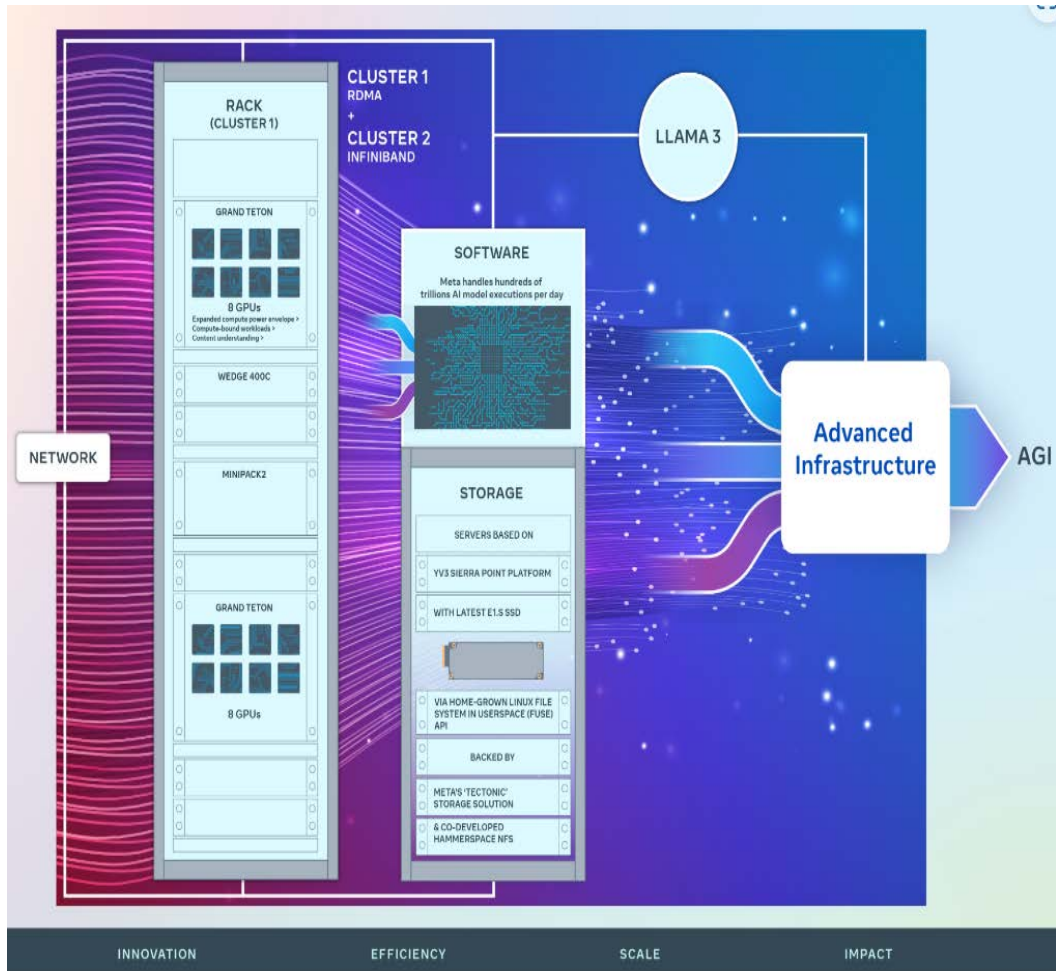 RACK
(CLUSTER 1)
GRAND TETON
8 GPUs
Expanded compute power envelope >
Compute-bound workloads >
Content understanding >
WEDGE 400C
MINIPACK2
GRAND TETON
8 GPUs
NETWORK
CLUSTER 1
RDMA
+
CLUSTER 2
INFINIBAND
SOFTWARE
Meta handles hundreds of
trillions AI model executions per day
STORAGE
SERVERS BASED ON
YV3 SIERRA POINT PLATFORM
WITH LATEST E1.S SSD
VIA HOME-GROWN LINUX FILE
SYSTEM IN USERSPACE (FUSE)
API
BACKED BY
META'S 'TECTONIC'
STORAGE SOLUTION
& CO-DEVELOPED
HAMMERSPACE NFS
LLAMA 3
Advanced
Infrastructure
AGI
INNOVATION
EFFICIENCY
SCALE
IMPACT